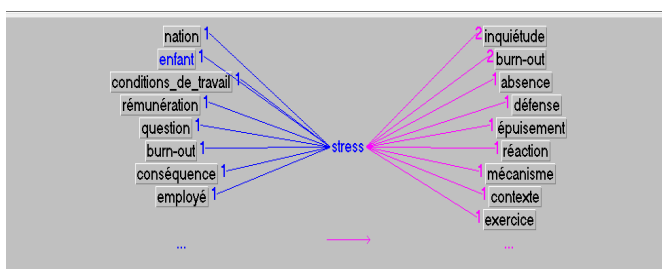 nation 1
enfant 1
conditions_de_travail 1
rémunération 1
question 1
burn-out 1
conséquence 1
employé 1
...
stress
2 inquiétude
2 burn-out
1 absence
1 défense
1 épuisement
1 réaction
1 mécanisme
1 contexte
1 exercice
...